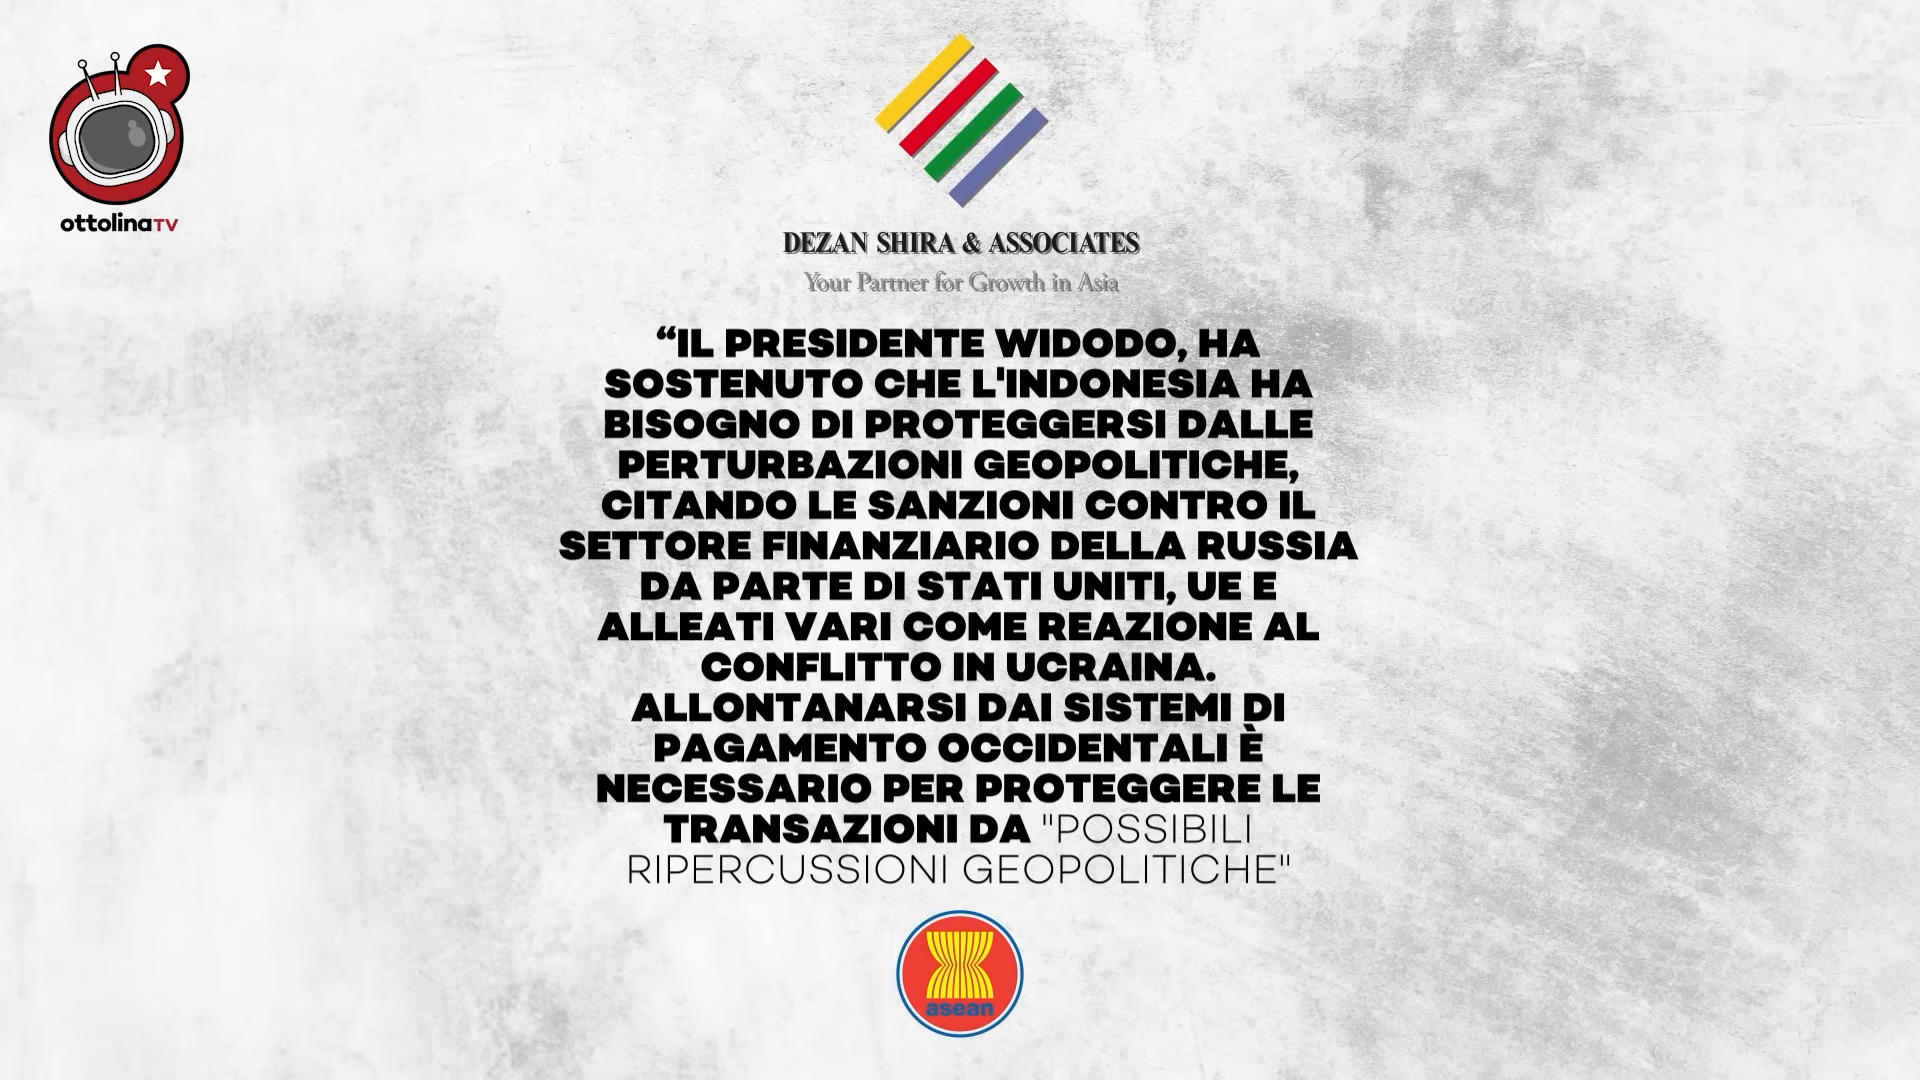 ottolinaTV
DEZAN SHIRA & ASSOCIATES
Your Partner for Growth in Asia
“IL PRESIDENTE WIDODO, HA
SOSTENUTO CHE L'INDONESIA HA
BISOGNO DI PROTEGGERSI DALLE
PERTURBAZIONI GEOPOLITICHE,
CITANDO LE SANZIONI CONTRO IL
SETTORE FINANZIARIO DELLA RUSSIA
DA PARTE DI STATI UNITI, UE E
ALLEATI VARI COME REAZIONE AL
CONFLITTO IN UCRAINA.
ALLONTANARSI DAI SISTEMI DI
PAGAMENTO OCCIDENTALI È
NECESSARIO PER PROTEGGERE LE
TRANSAZIONI DA "POSSIBILI
RIPERCUSSIONI GEOPOLITICHE"
asean